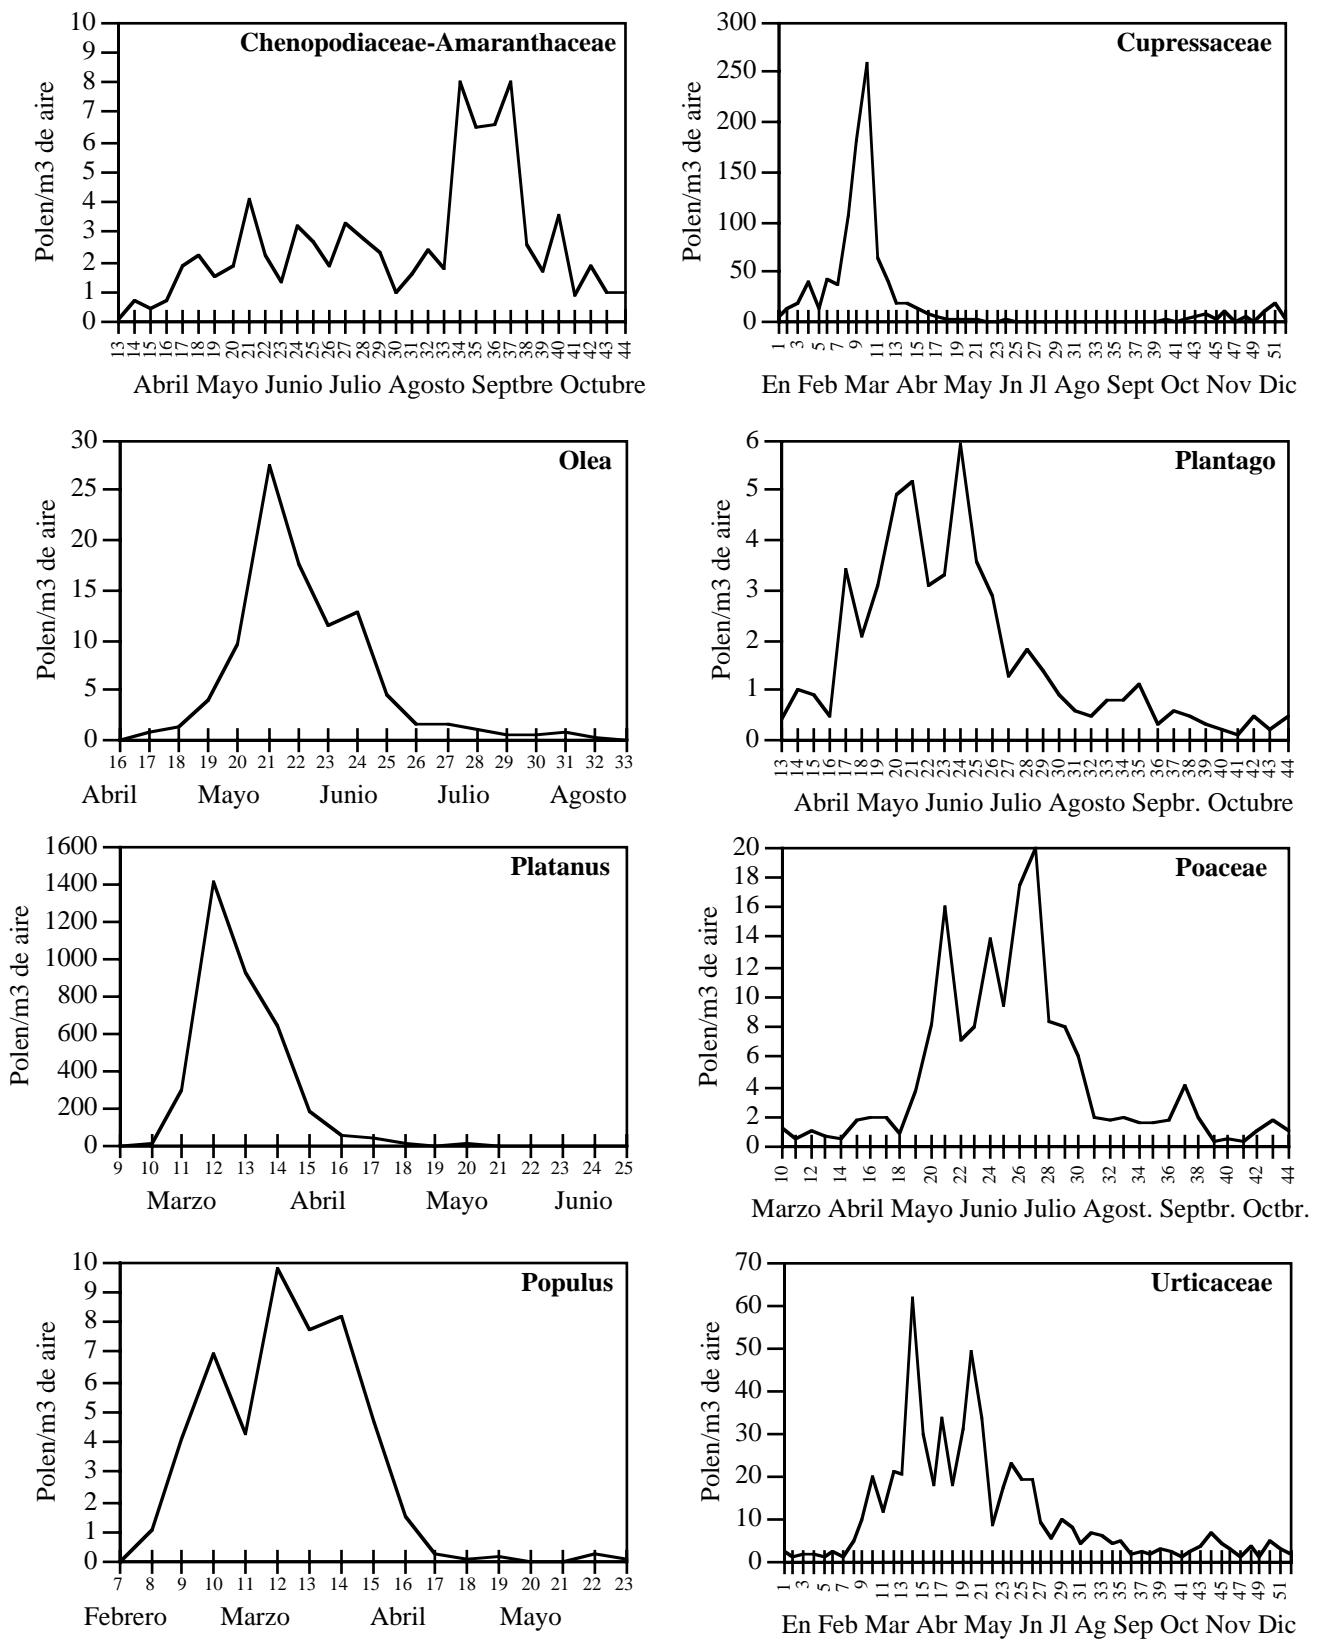 Chenopodiaceae-Amaranthaceae
Polen/m3 de aire
10
9
8
7
6
5
4
3
2
1
0
13 14 15 16 17 18 19 20 21 22 23 24 25 26 27 28 29 30 31 32 33 34 35 36 37 38 39 40 41 42 43 44
Abril Mayo Junio Julio Agosto Septbre Octubre
Cupressaceae
Polen/m3 de aire
300
250
200
150
100
50
0
1 3 5 7 9 11 13 15 17 19 21 23 25 27 29 31 33 35 37 39 41 43 45 47 49 51
En Feb Mar Abr May Jn Jl Ago Sept Oct Nov Dic
Olea
Polen/m3 de aire
30
25
20
15
10
5
0
16 17 18 19 20 21 22 23 24 25 26 27 28 29 30 31 32 33
Abril Mayo Junio Julio Agosto
Plantago
Polen/m3 de aire
6
5
4
3
2
1
0
13 14 15 16 17 18 19 20 21 22 23 24 25 26 27 28 29 30 31 32 33 34 35 36 37 38 39 40 41 42 43 44
Abril Mayo Junio Julio Agosto Sepbr. Octubre
Platanus
Polen/m3 de aire
1600
1400
1200
1000
800
600
400
200
0
9 10 11 12 13 14 15 16 17 18 19 20 21 22 23 24 25
Marzo Abril Mayo Junio
Poaceae
Polen/m3 de aire
20
18
16
14
12
10
8
6
4
2
0
10 12 14 16 18 20 22 24 26 28 30 32 34 36 38 40 42 44
Marzo Abril Mayo Junio Julio Agost. Septbr. Octbr.
Populus
Polen/m3 de aire
10
9
8
7
6
5
4
3
2
1
0
7 8 9 10 11 12 13 14 15 16 17 18 19 20 21 22 23
Febrero Marzo Abril Mayo
Urticaceae
Polen/m3 de aire
70
60
50
40
30
20
10
0
1 3 5 7 9 11 13 15 17 19 21 23 25 27 29 31 33 35 37 39 41 43 45 47 49 51
En Feb Mar Abr May Jn Jl Ag Sep Oct Nov Dic